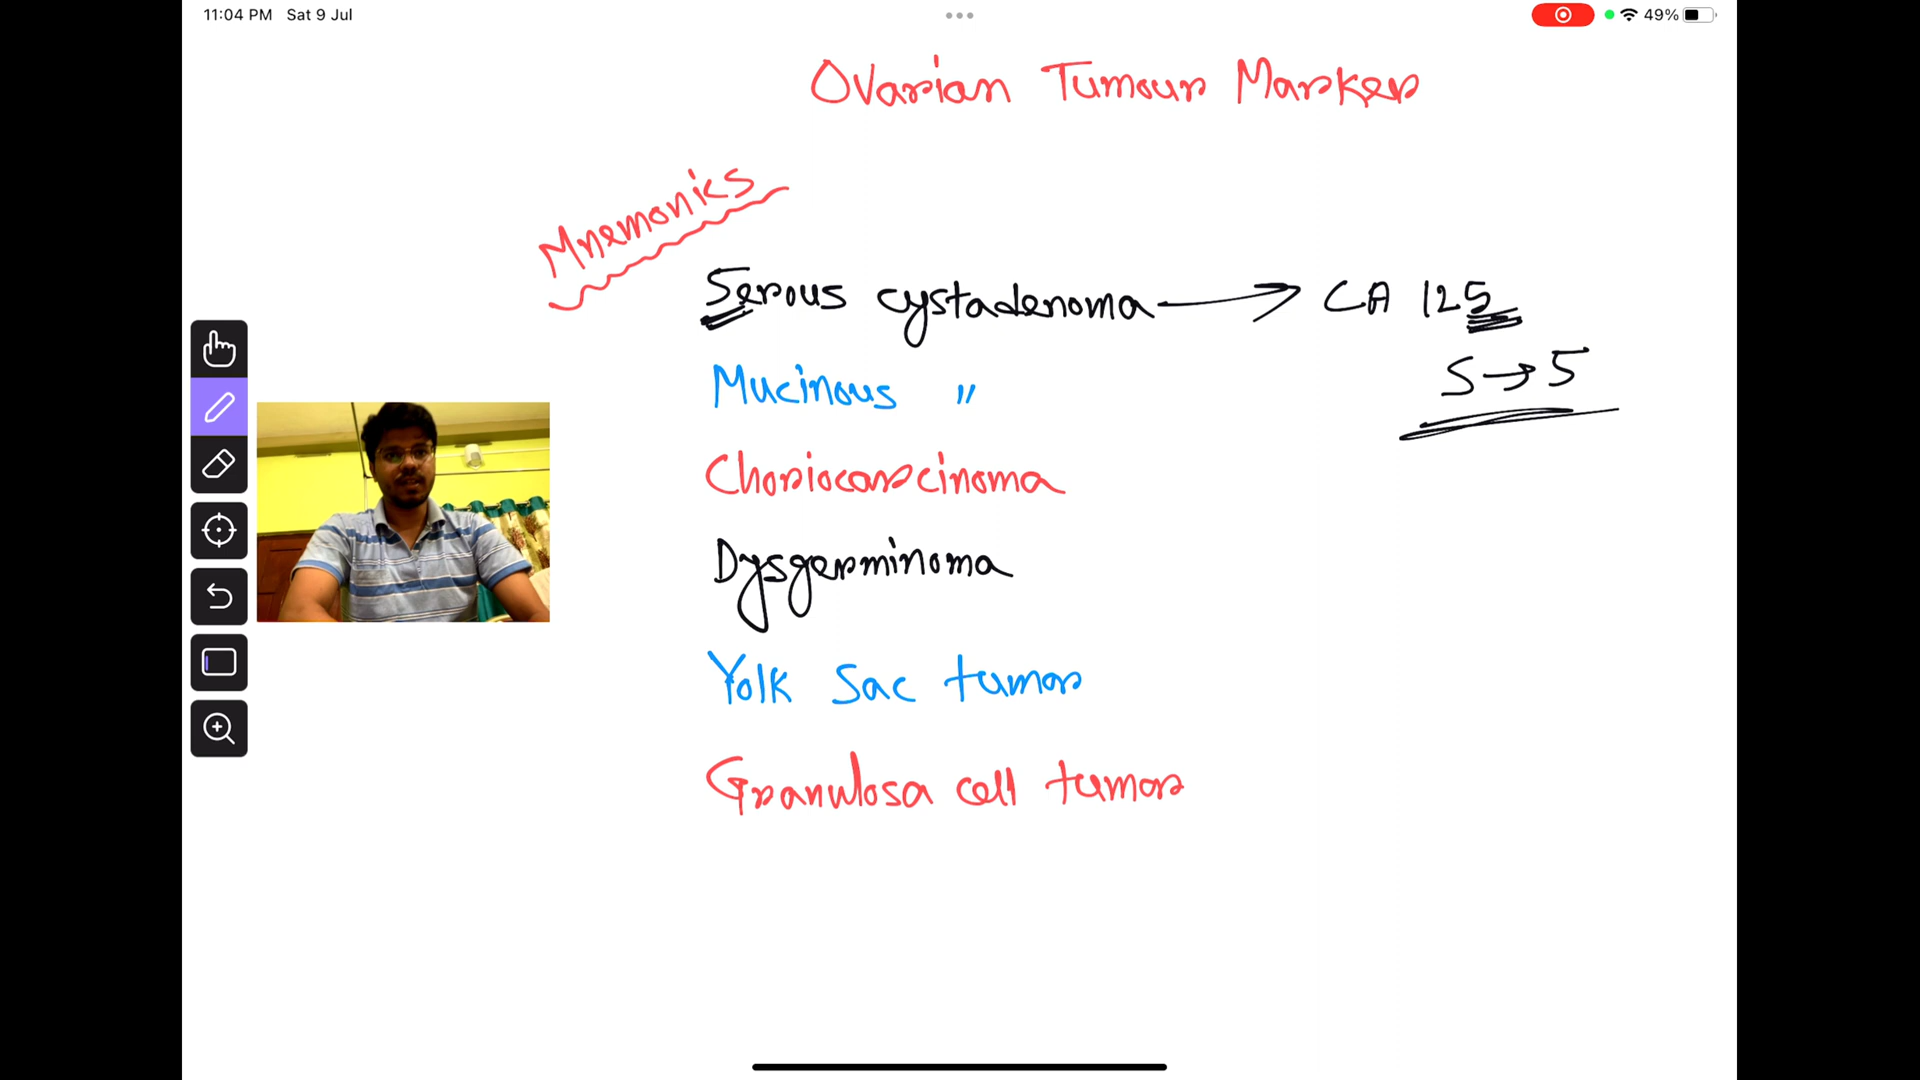 11:04 PM Sat 9 Jul
49%
Ovarian Tumour Marker
Mnemonics
Serous cystadenoma → CA 125
S → 5
Mucinous "
Choriocarcinoma
Dysgerminoma
Yolk Sac tumor
Granulosa cell tumor